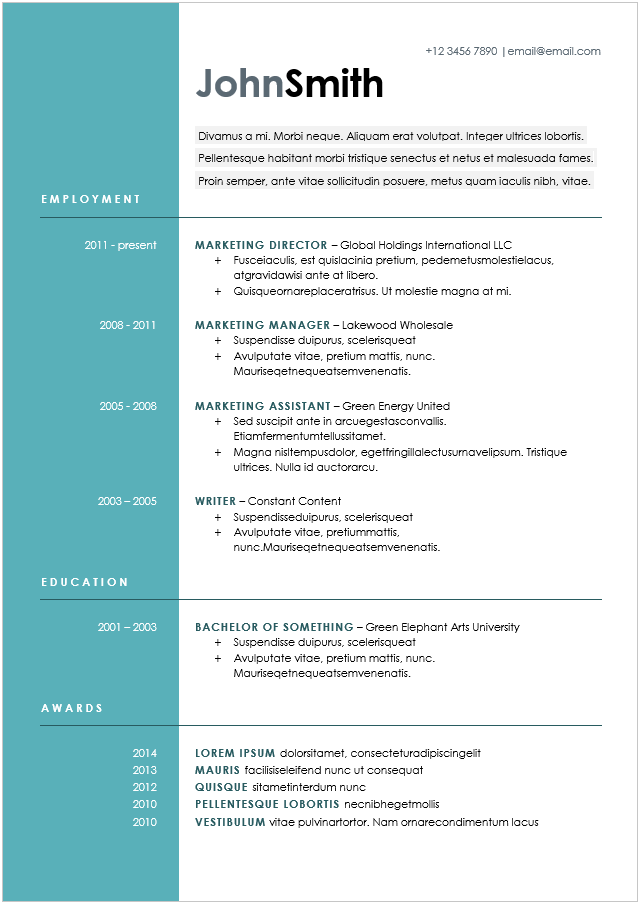 +12 3456 7890 | email@email.com
JohnSmith
Divamus a mi. Morbi neque. Aliquam erat volutpat. Integer ultrices lobortis.
Pellentesque habitant morbi tristique senectus et netus et malesuada fames.
Proin semper, ante vitae sollicitudin posuere, metus quam iaculis nibh, vitae.
EMPLOYMENT
2011 - present MARKETING DIRECTOR – Global Holdings International LLC
+ Fusceiaculis, est quislacinia pretium, pedemetusmolestielacus,
atgravidawisi ante at libero.
+ Quisqueornareplaceratrisus. Ut molestie magna at mi.
2008 - 2011 MARKETING MANAGER – Lakewood Wholesale
+ Suspendisse duipurus, scelerisqueat
+ Avulputate vitae, pretium mattis, nunc.
Mauriseqetnequeatsemvenenatis.
2005 - 2008 MARKETING ASSISTANT – Green Energy United
+ Sed suscipit ante in arcuegestasconvallis.
Etiamfermentumtellussitamet.
+ Magna nisltempusdolor, egetfringillalectusurnavelipsum. Tristique
ultrices. Nulla id auctorarcu.
2003 – 2005 WRITER – Constant Content
+ Suspendisseduipurus, scelerisqueat
+ Avulputate vitae, pretiummattis,
nunc.Mauriseqetnequeatsemvenenatis.
EDUCATION
2001 – 2003 BACHELOR OF SOMETHING – Green Elephant Arts University
+ Suspendisse duipurus, scelerisqueat
+ Avulputate vitae, pretium mattis, nunc.
Mauriseqetnequeatsemvenenatis.
AWARDS
2014 LOREM IPSUM dolorsitamet, consecteturadipiscingelit
2013 MAURIS facilisiseleifend nunc ut consequat
2012 QUISQUE sitametinterdum nunc
2010 PELLENTESQUE LOBORTIS necnibhegetmollis
2010 VESTIBULUM vitae pulvinartortor. Nam ornarecondimentum lacus